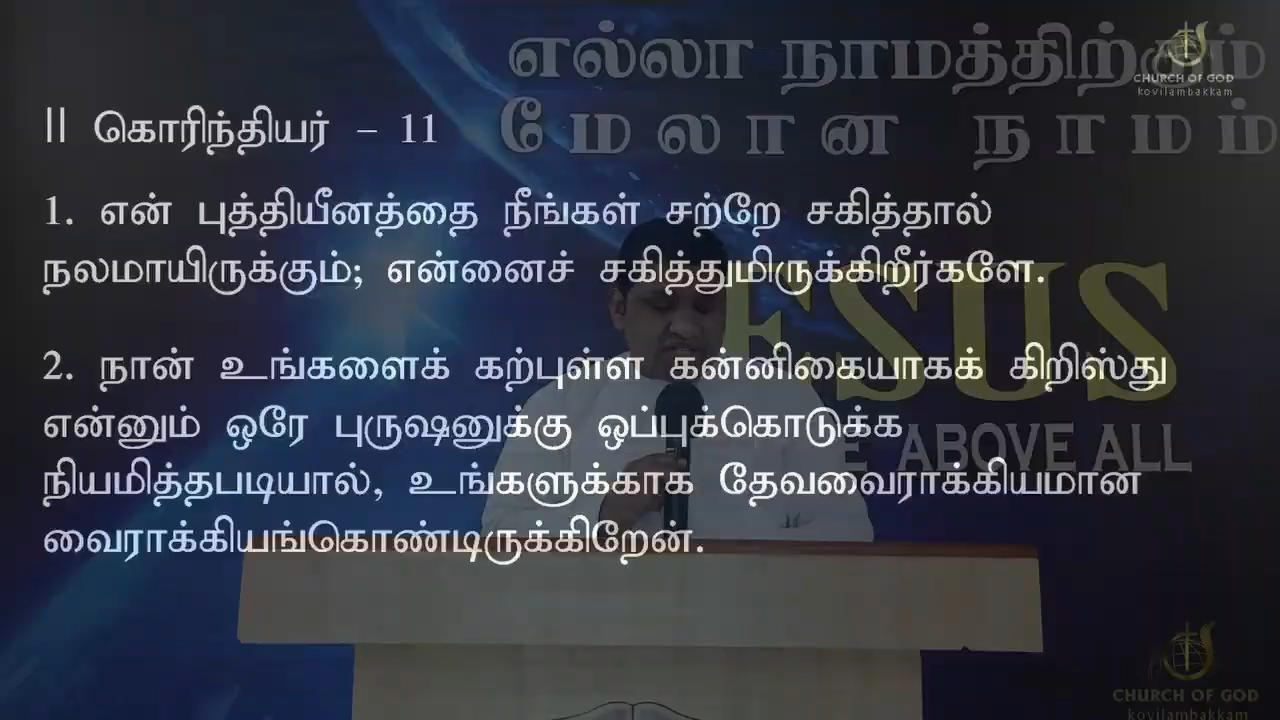 எல்லா நாமத்திற்கும்
மேலான நாமம்
CHURCH OF GOD
kovilambakkam
II கொரிந்தியர் – 11
1. என் புத்தியீனத்தை நீங்கள் சற்றே சகித்தால்
நலமாயிருக்கும்; என்னைச் சகித்துமிருக்கிறீர்களே.
ESUS
ABOVE ALL
2. நான் உங்களைக் கற்புள்ள கன்னிகையாகக் கிறிஸ்து
என்னும் ஒரே புருஷனுக்கு ஒப்புக்கொடுக்க
நியமித்தபடியால், உங்களுக்காக தேவவைராக்கியமான
வைராக்கியங்கொண்டிருக்கிறேன்.
CHURCH OF GOD
kovilambakkam